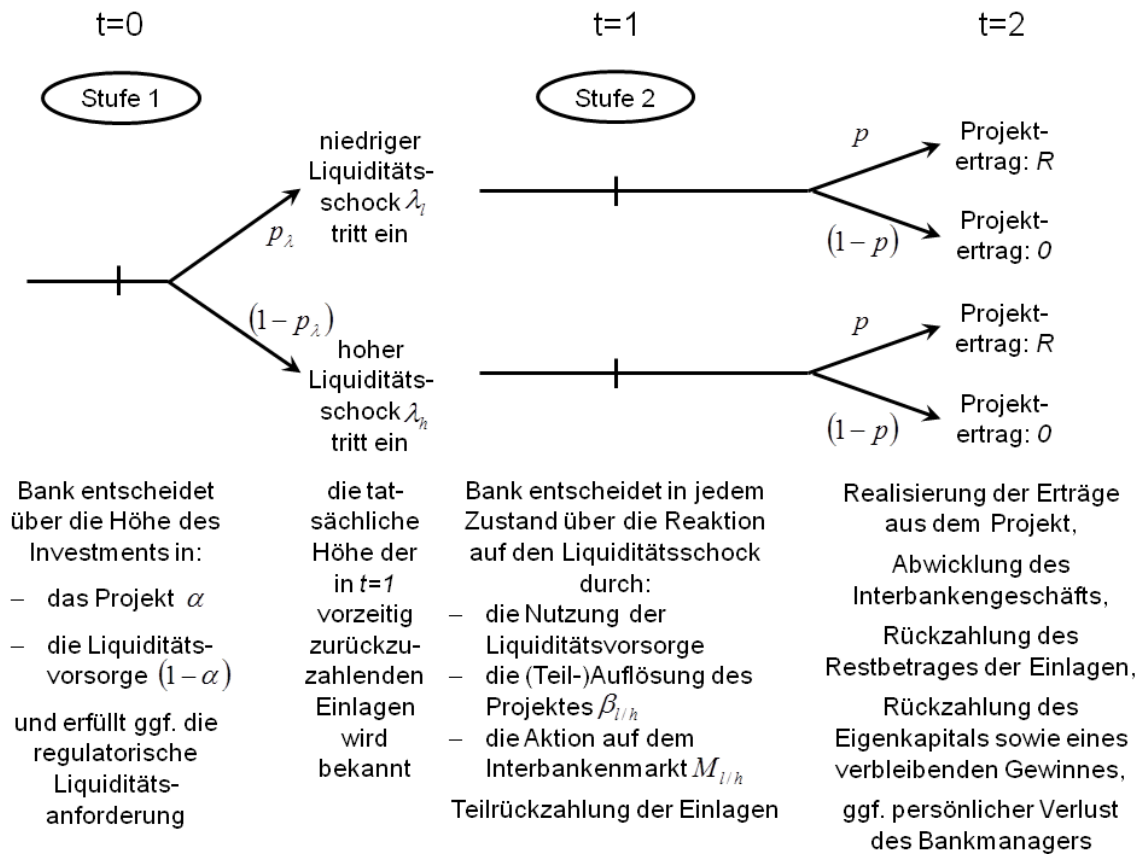 t=0
t=1
t=2
Stufe 1
Stufe 2
niedriger
Liquiditäts-
schock λ_l
tritt ein
p_λ
(1− p_λ)
hoher
Liquiditäts-
schock λ_h
tritt ein
p
Projekt-
ertrag: R
(1− p)
Projekt-
ertrag: 0
p
Projekt-
ertrag: R
(1− p)
Projekt-
ertrag: 0
Bank entscheidet
über die Höhe des
Investments in:
– das Projekt α
– die Liquiditäts-
vorsorge (1−α)
und erfüllt ggf. die
regulatorische
Liquiditäts-
anforderung
die tat-
sächliche
Höhe der
in t=1
vorzeitig
zurückzu-
zahlenden
Einlagen
wird
bekannt
Bank entscheidet in jedem
Zustand über die Reaktion
auf den Liquiditätsschock
durch:
– die Nutzung der
Liquiditätsvorsorge
– die (Teil-)Auflösung des
Projektes β_l/h
– die Aktion auf dem
Interbankenmarkt M_l/h
Teilrückzahlung der Einlagen
Realisierung der Erträge
aus dem Projekt,
Abwicklung des
Interbankengeschäfts,
Rückzahlung des
Restbetrages der Einlagen,
Rückzahlung des
Eigenkapitals sowie eines
verbleibenden Gewinnes,
ggf. persönlicher Verlust
des Bankmanagers